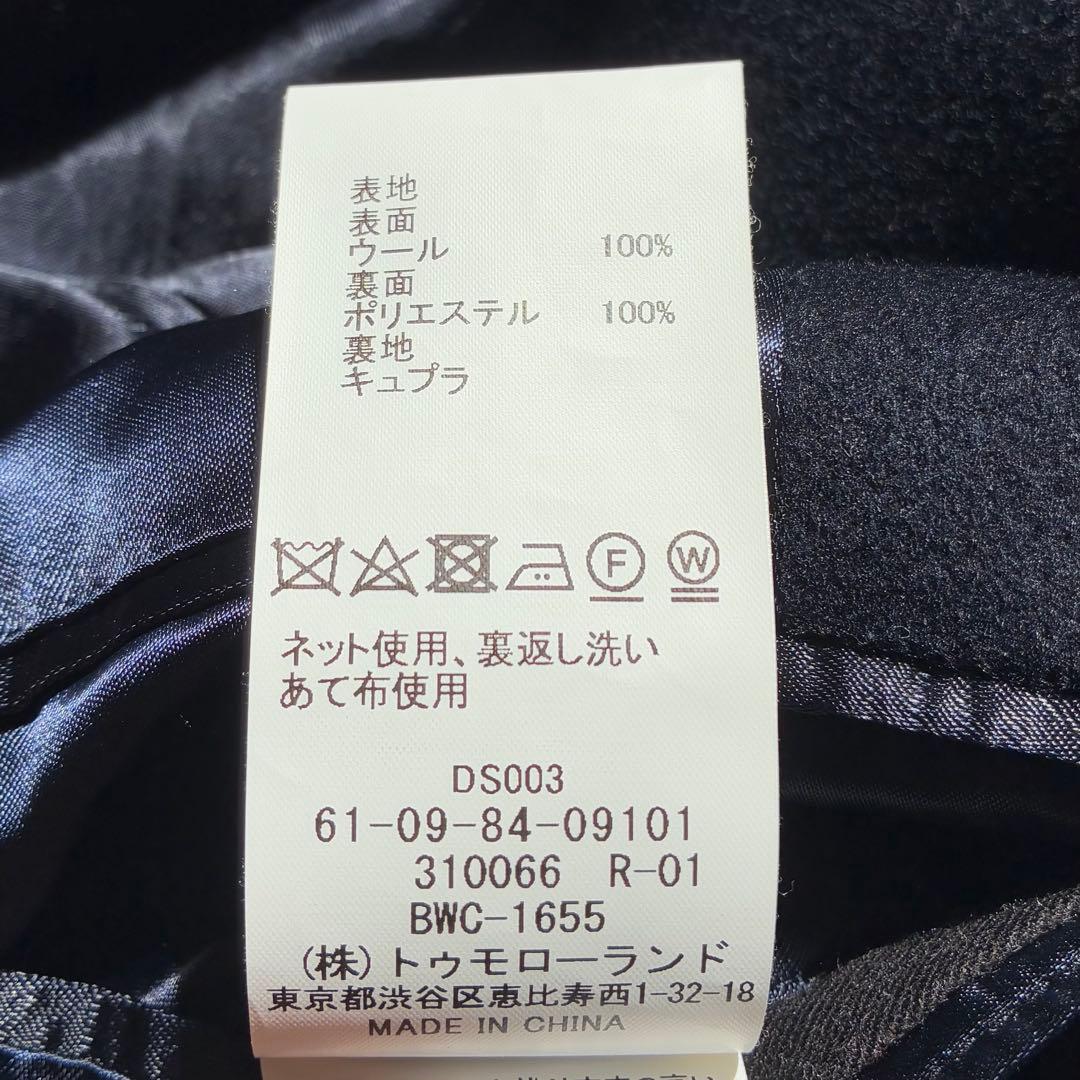 表地
表面
ウール 100%
裏面
ポリエステル 100%
裏地
キュプラ
F W
ネット使用、裏返し洗い
あて布使用
DS003
61-09-84-09101
310066 R-01
BWC-1655
(株)トゥモローランド
東京都渋谷区恵比寿西1-32-18
MADE IN CHINA